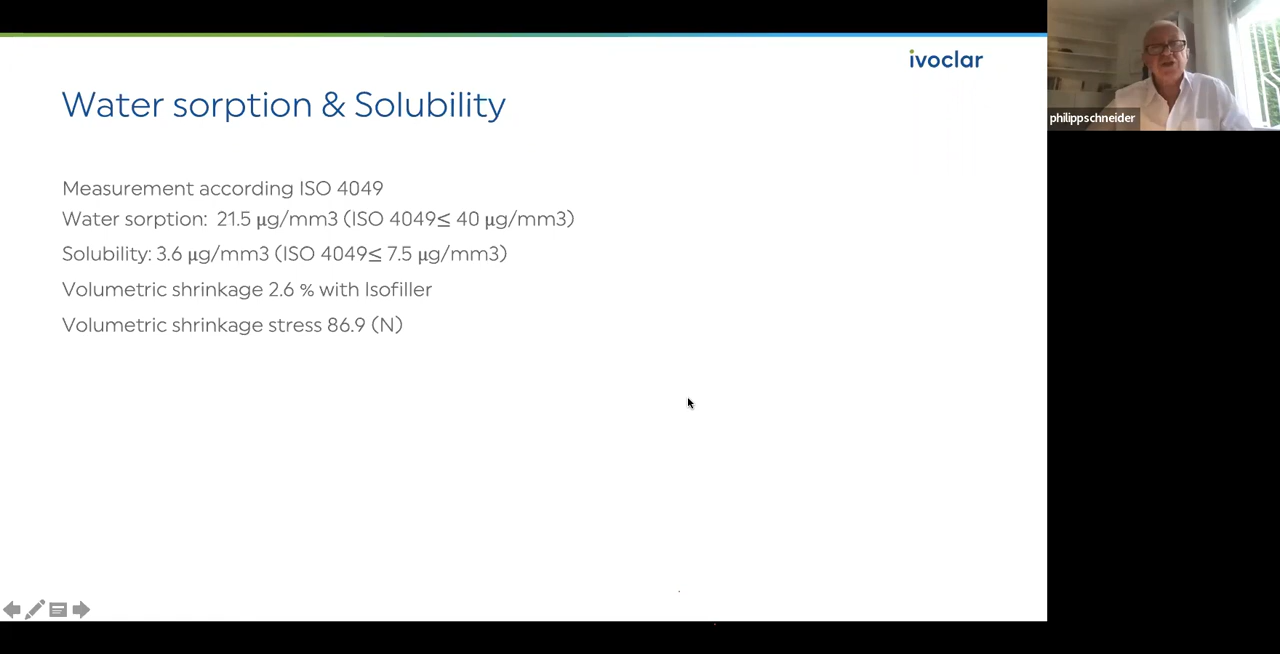 ivoclar
Water sorption & Solubility
Measurement according ISO 4049
Water sorption:  21.5 μg/mm3 (ISO 4049≤ 40 μg/mm3)
Solubility: 3.6 μg/mm3 (ISO 4049≤ 7.5 μg/mm3)
Volumetric shrinkage 2.6 % with Isofiller
Volumetric shrinkage stress 86.9 (N)
philippschneider